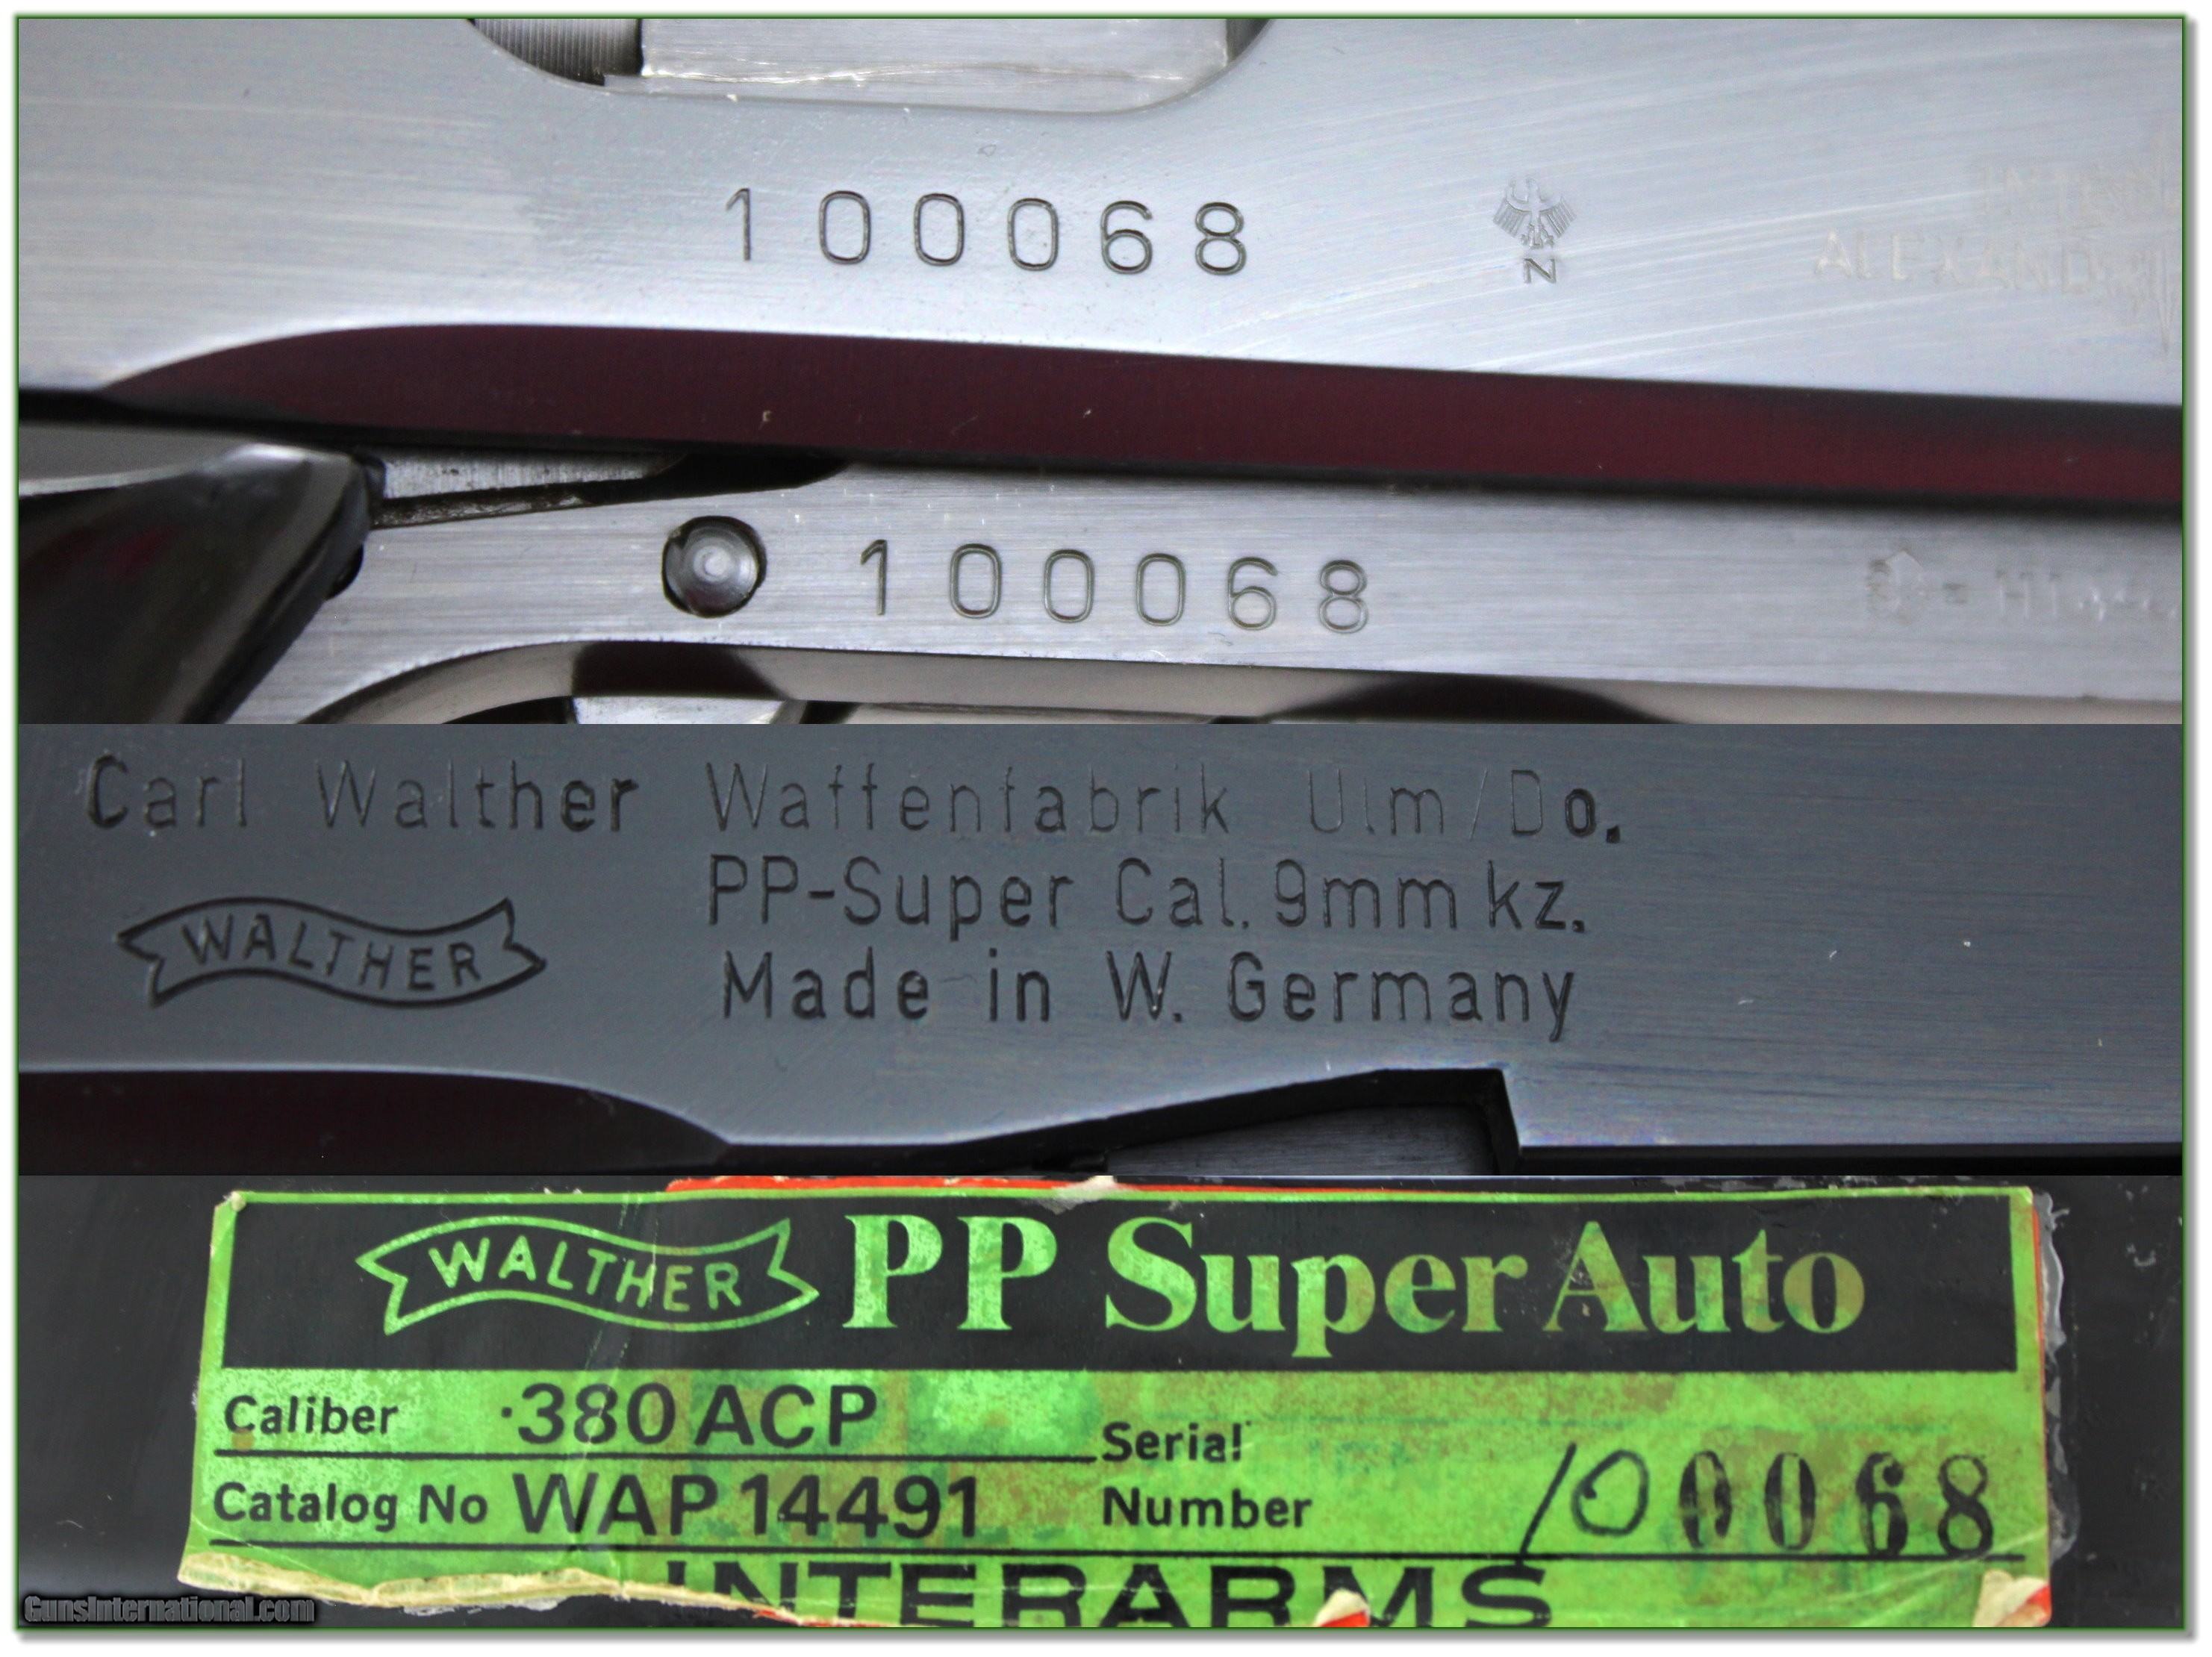 100068
N
ALEXAND
100068
Carl Walther Waffenfabrik Ulm/Do.
WALTHER
PP-Super Cal. 9mm kz.
Made in W. Germany
WALTHER PP Super Auto
Caliber .380 ACP
Serial
Catalog No WAP 14491
Number 100068
INTERARMS
GunsInternational.com